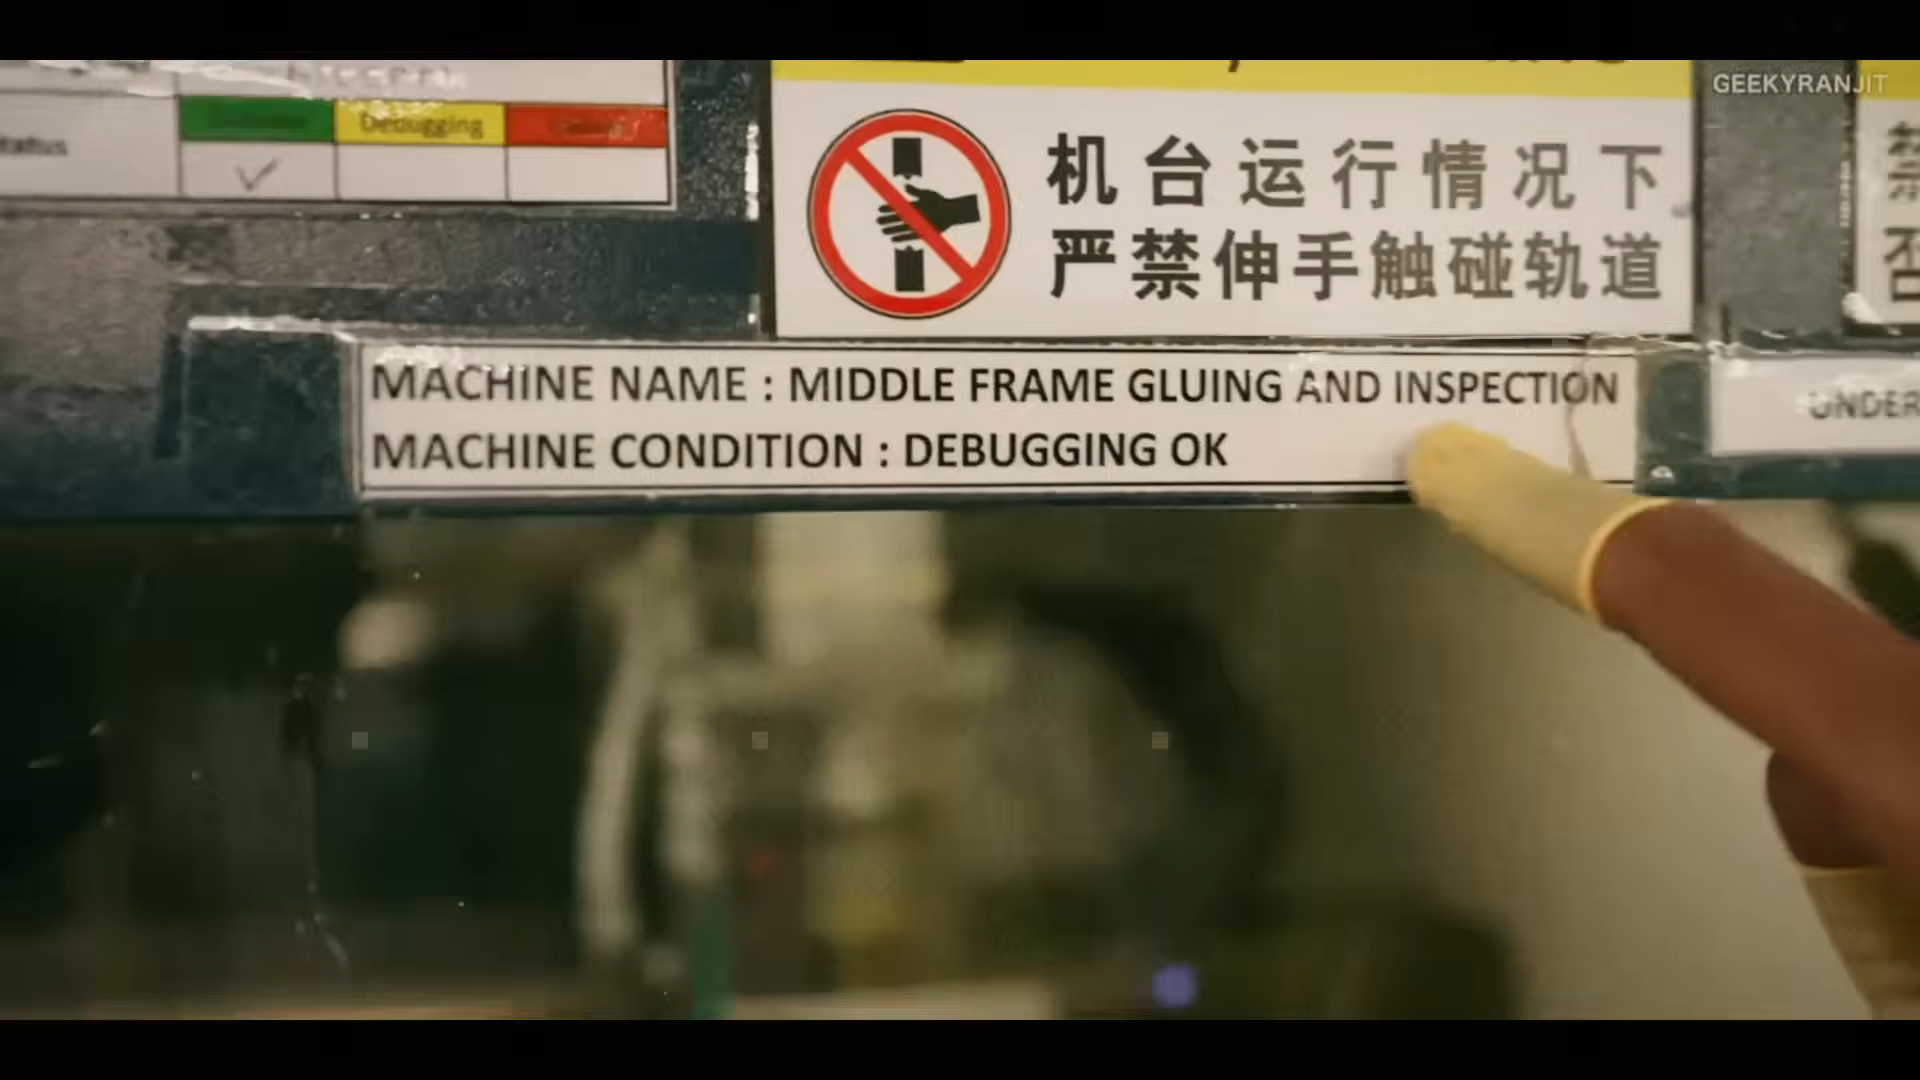 GEEKYRANJIT
Debugging
机台运行情况下
严禁伸手触碰轨道
MACHINE NAME : MIDDLE FRAME GLUING AND INSPECTION
MACHINE CONDITION : DEBUGGING OK
UNDER